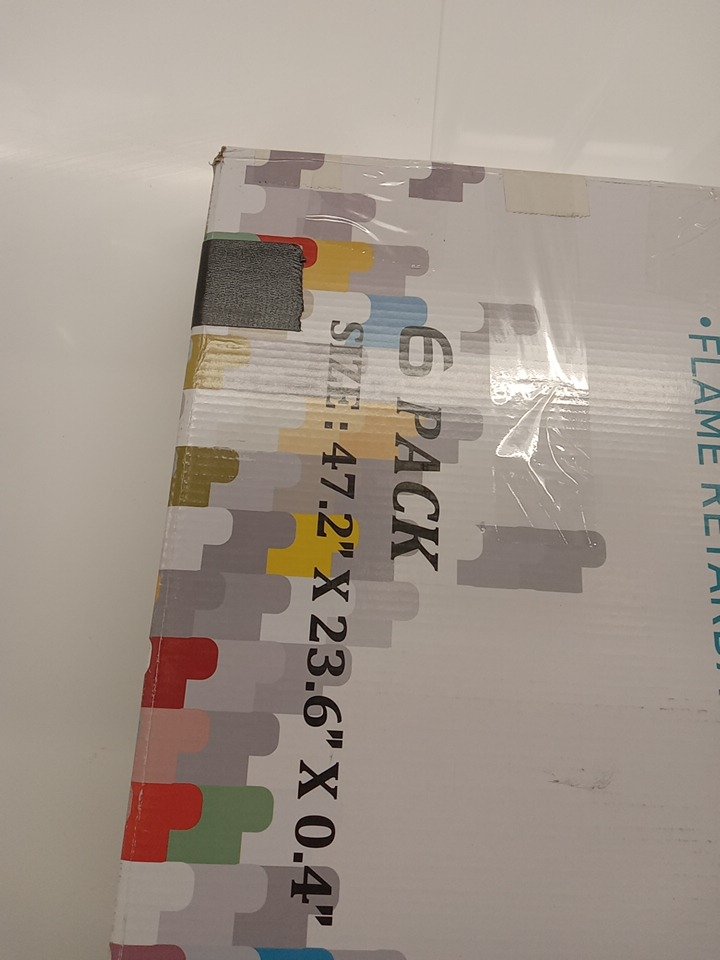 6 PACK
SIZE : 47.2" X 23.6" X 0.4"
•FLAME